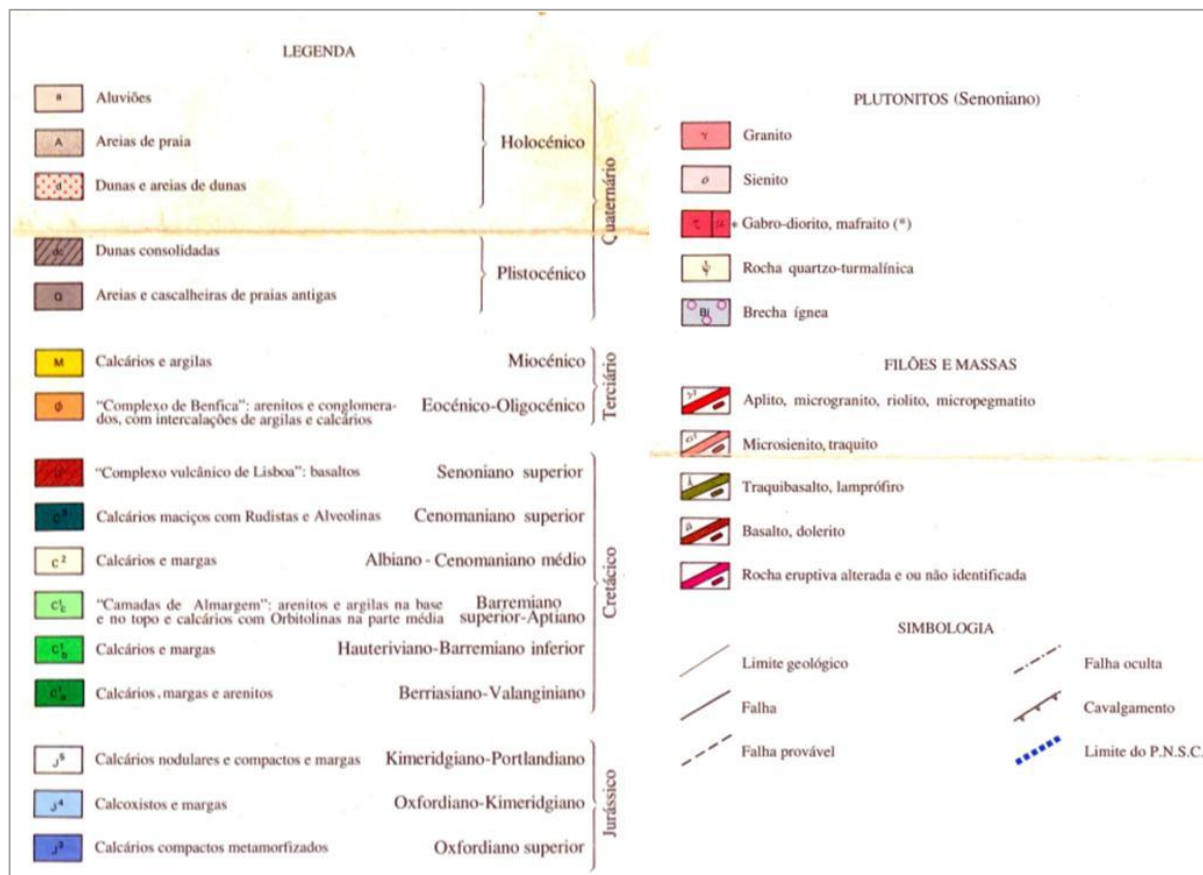 LEGENDA
a Aluviões
A Areias de praia
Holocénico
d Dunas e areias de dunas
Quaternário
dc Dunas consolidadas
Plistocénico
Q Areias e cascalheiras de praias antigas
M Calcários e argilas Miocénico
Terciário
ϕ "Complexo de Benfica": arenitos e conglomera-
dos, com intercalações de argilas e calcários
Eocénico-Oligocénico
"Complexo vulcânico de Lisboa": basaltos Senoniano superior
C³ Calcários maciços com Rudistas e Alveolinas Cenomaniano superior
C² Calcários e margas Albiano - Cenomaniano médio
Cretácico
"Camadas de Almargem": arenitos e argilas na base
e no topo e calcários com Orbitolinas na parte média
Barremiano
superior-Aptiano
Calcários e margas Hauteriviano-Barremiano inferior
Calcários, margas e arenitos Berriasiano-Valanginiano
J⁵ Calcários nodulares e compactos e margas Kimeridgiano-Portlandiano
Jurássico
J⁴ Calcoxistos e margas Oxfordiano-Kimeridgiano
J³ Calcários compactos metamorfizados Oxfordiano superior
PLUTONITOS (Senoniano)
γ Granito
σ Sienito
τ μ * Gabro-diorito, mafraito (*)
ψ Rocha quartzo-turmalínica
Bi Brecha ígnea
FILÕES E MASSAS
Aplito, microgranito, riolito, micropegmatito
Microsienito, traquito
λ Traquibasalto, lamprófiro
β Basalto, dolerito
Rocha eruptiva alterada e ou não identificada
SIMBOLOGIA
Limite geológico Falha oculta
Falha Cavalgamento
Falha provável Limite do P.N.S.C.